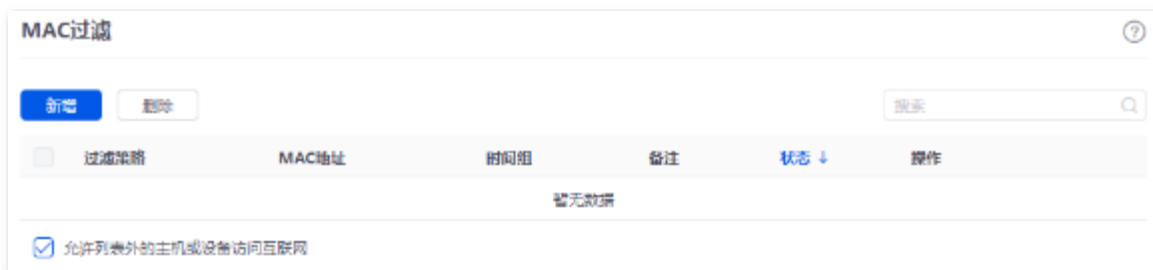 MAC过滤
新增 删除 搜索
过滤策略 MAC地址 时间组 备注 状态↓ 操作
暂无数据
允许列表外的主机或设备访问互联网